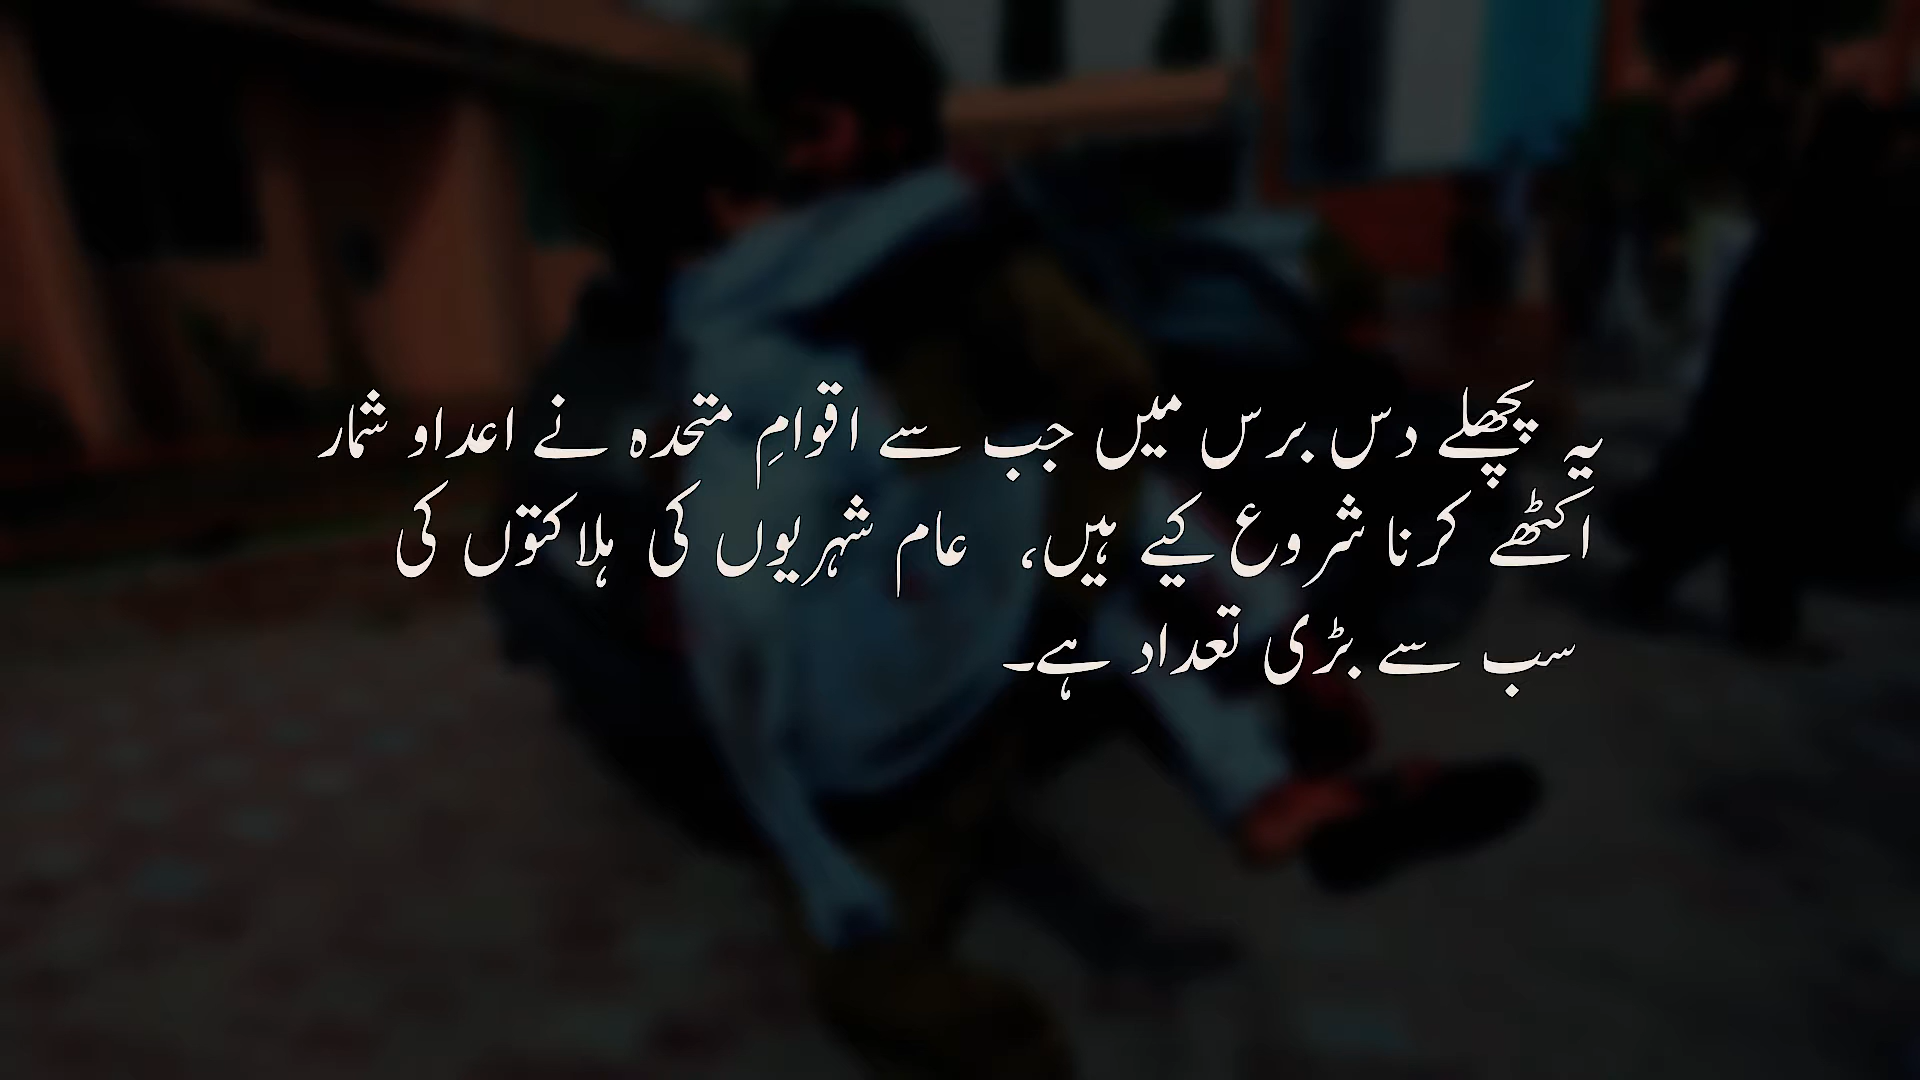 یہ پچھلے دس برس میں جب سے اقوامِ متحدہ نے اعداو شمار
اکٹھے کرنا شروع کیے ہیں، عام شہریوں کی ہلاکتوں کی
سب سے بڑی تعداد ہے۔